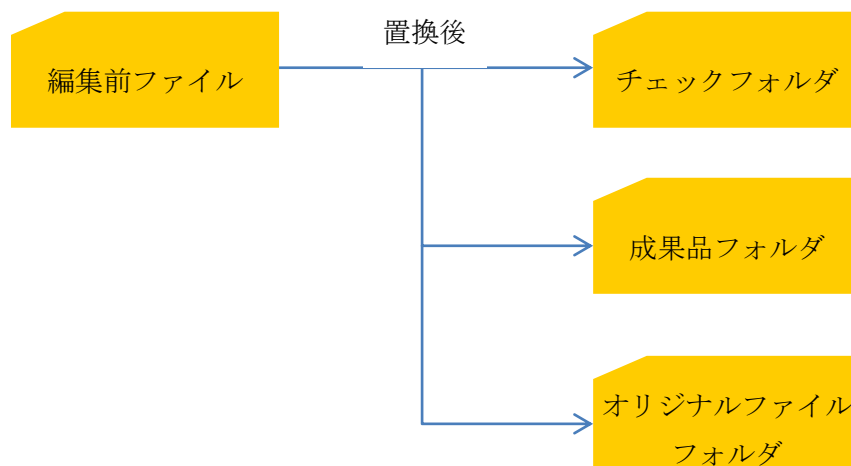 置換後
編集前ファイル
チェックフォルダ
成果品フォルダ
オリジナルファイル
フォルダ